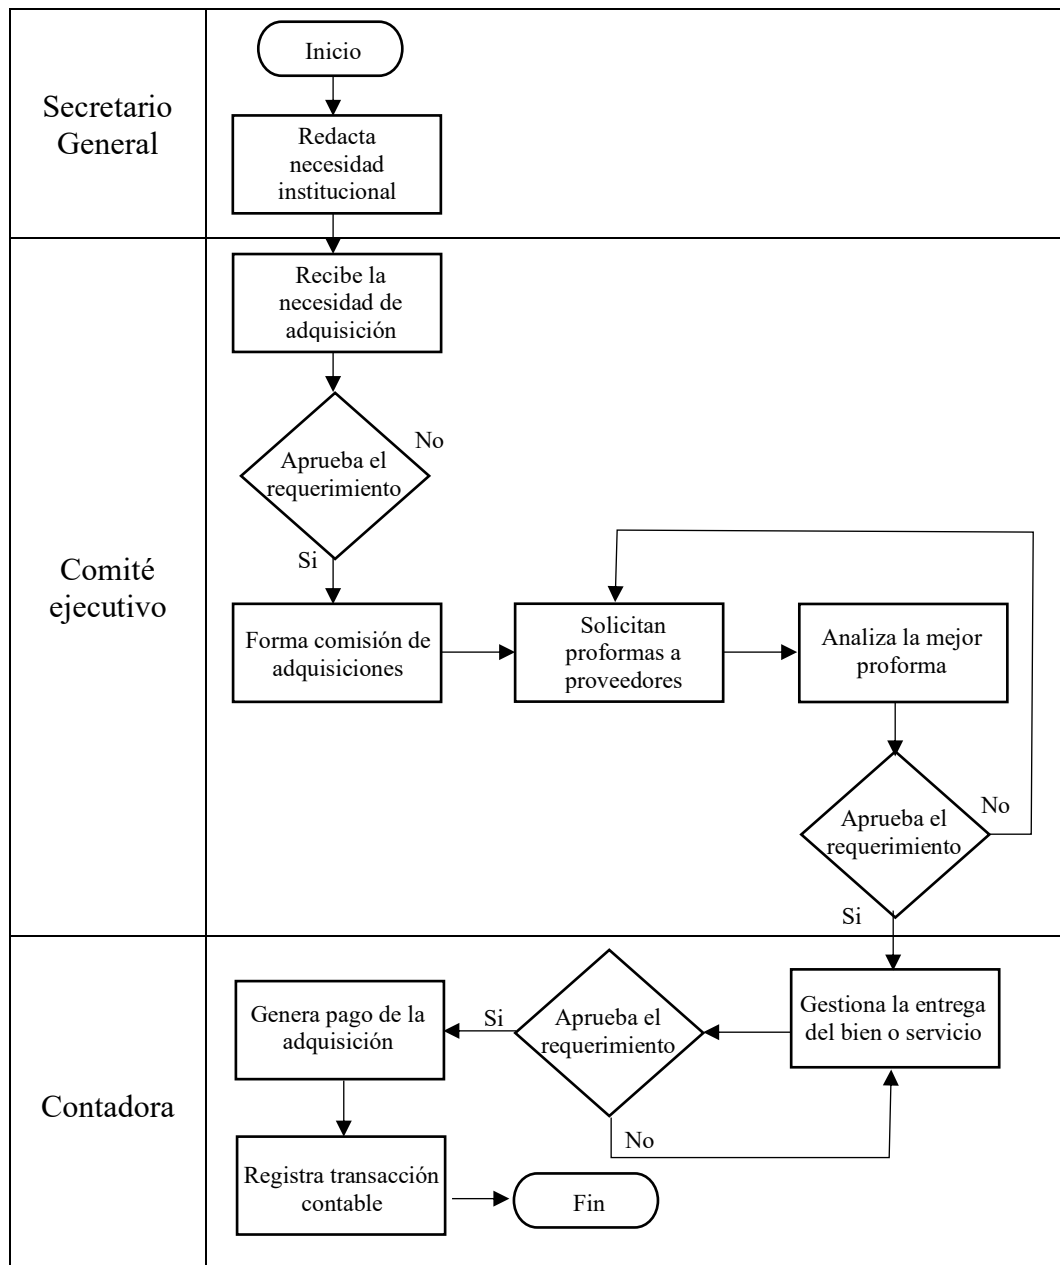 Secretario
General
Inicio
Redacta
necesidad
institucional
Comité
ejecutivo
Recibe la
necesidad de
adquisición
Aprueba el
requerimiento
No
Si
Forma comisión de
adquisiciones
Solicitan
proformas a
proveedores
Analiza la mejor
proforma
Aprueba el
requerimiento
No
Si
Contadora
Gestiona la entrega
del bien o servicio
Aprueba el
requerimiento
Si
No
Genera pago de la
adquisición
Registra transacción
contable
Fin